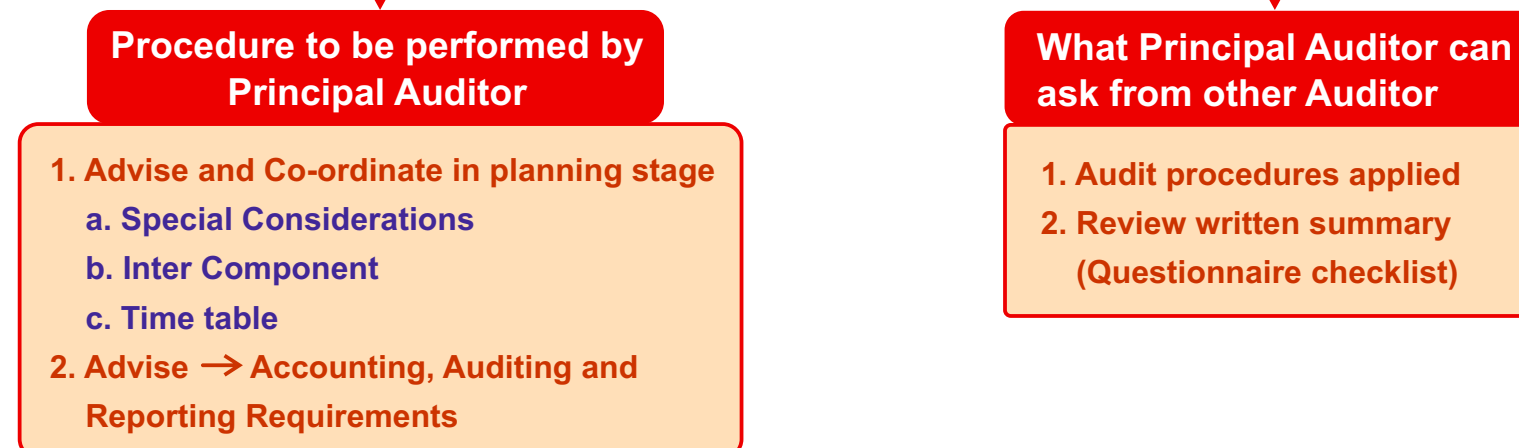 Procedure to be performed by
Principal Auditor
1. Advise and Co-ordinate in planning stage
a. Special Considerations
b. Inter Component
c. Time table
2. Advise → Accounting, Auditing and
Reporting Requirements
What Principal Auditor can
ask from other Auditor
1. Audit procedures applied
2. Review written summary
(Questionnaire checklist)